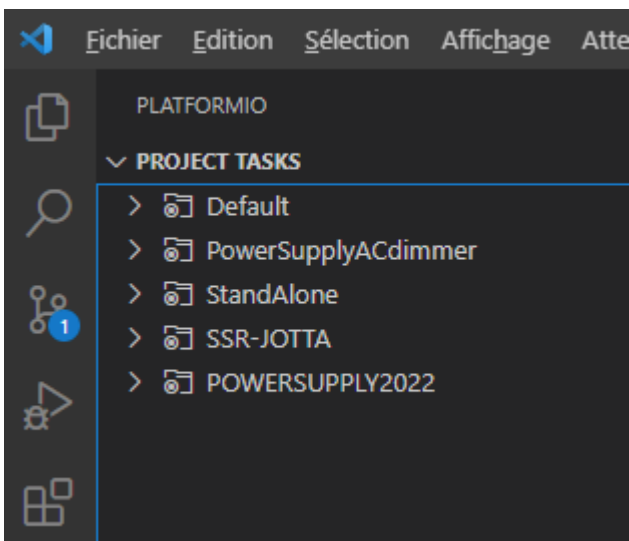 Fichier Edition Sélection Affichage Atte
PLATFORMIO
PROJECT TASKS
Default
PowerSupplyACdimmer
StandAlone
SSR-JOTTA
1
POWERSUPPLY2022